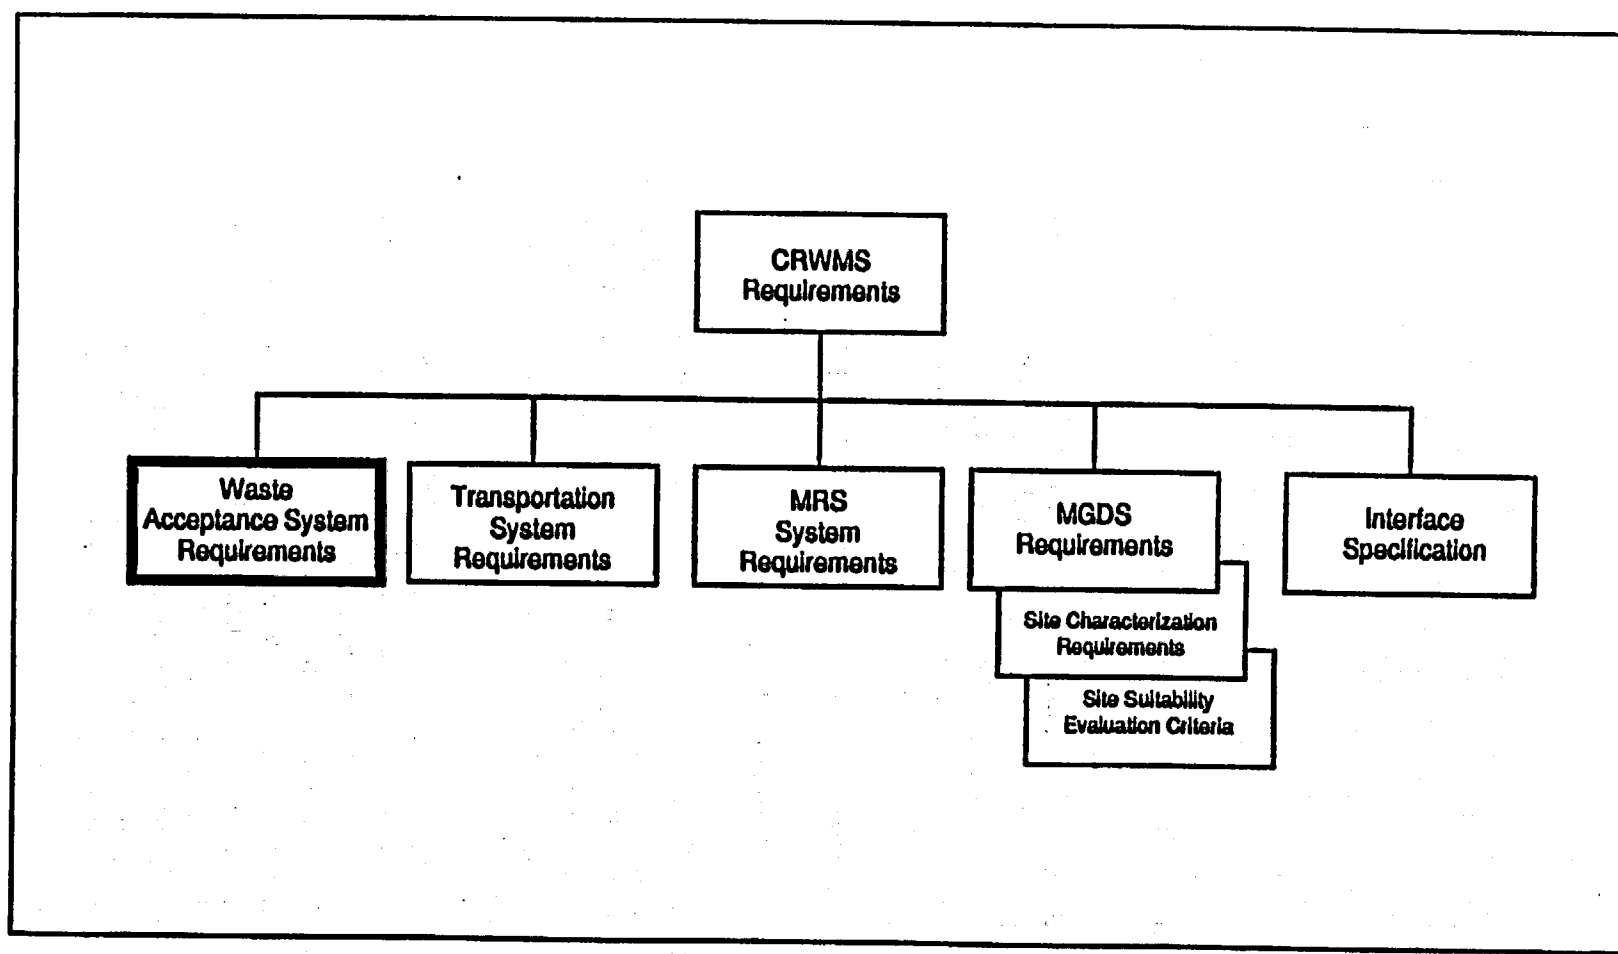 CRWMS
Requirements
Waste
Acceptance System
Requirements
Transportation
System
Requirements
MRS
System
Requirements
MGDS
Requirements
Interface
Specification
Site Characterization
Requirements
Site Suitability
Evaluation Criteria